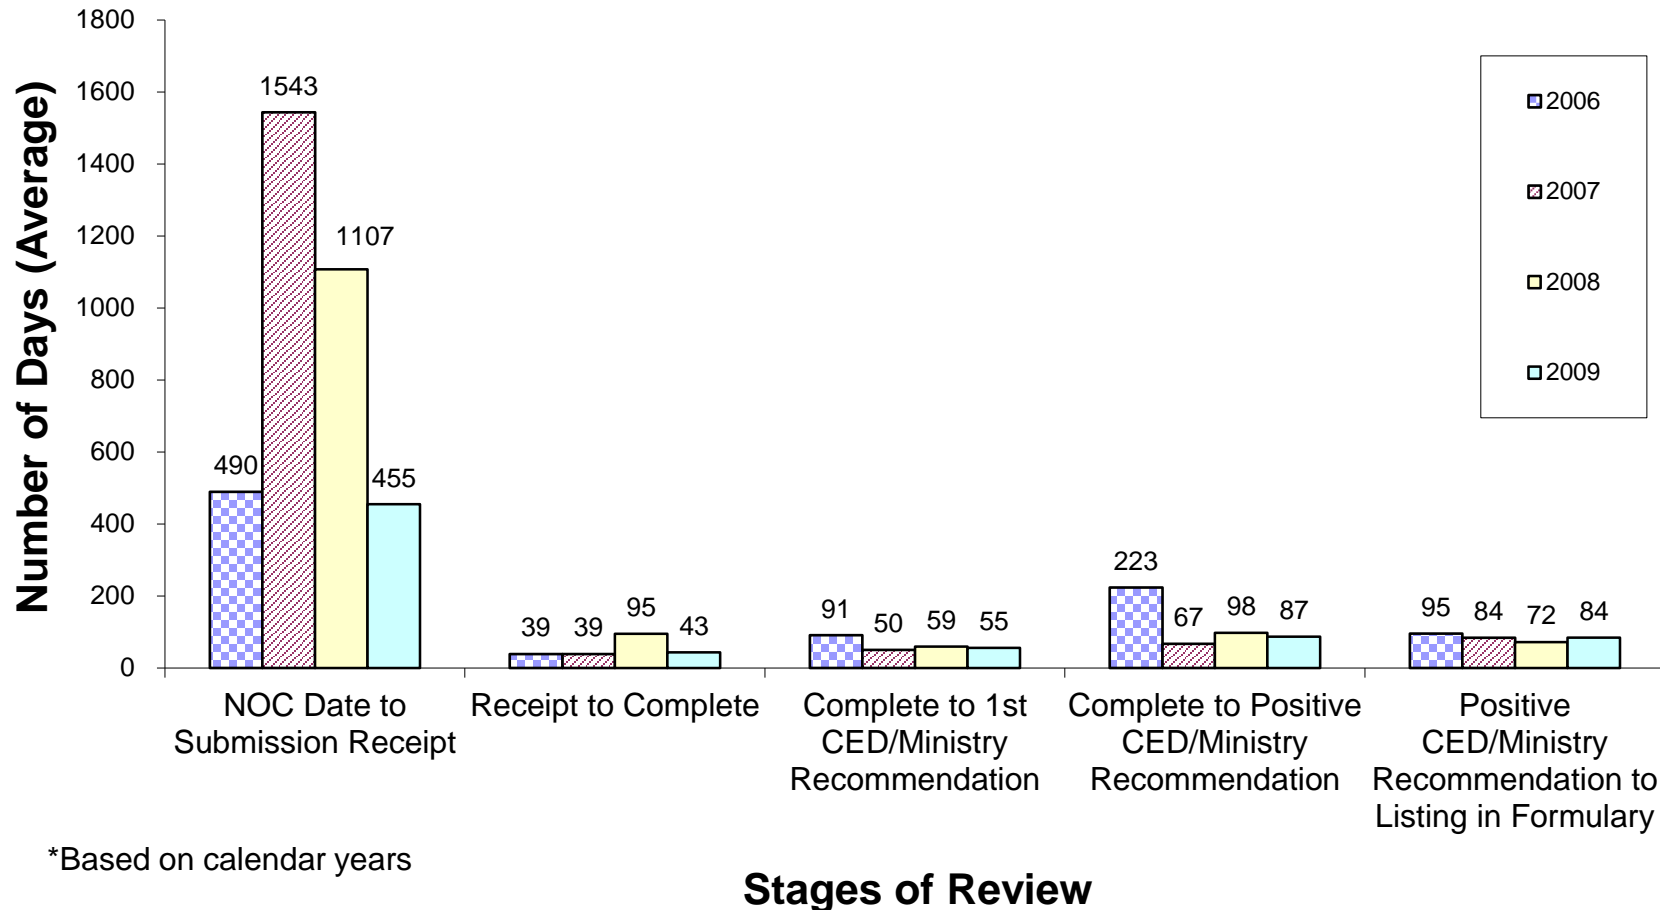 Number of Days (Average)
1800
1600
1400
1200
1000
800
600
400
200
0
490
1543
1107
455
39
39
95
43
91
50
59
55
223
67
98
87
95
84
72
84
2006
2007
2008
2009
NOC Date to
Submission Receipt
Receipt to Complete
Complete to 1st
CED/Ministry
Recommendation
Complete to Positive
CED/Ministry
Recommendation
Positive
CED/Ministry
Recommendation to
Listing in Formulary
*Based on calendar years
Stages of Review